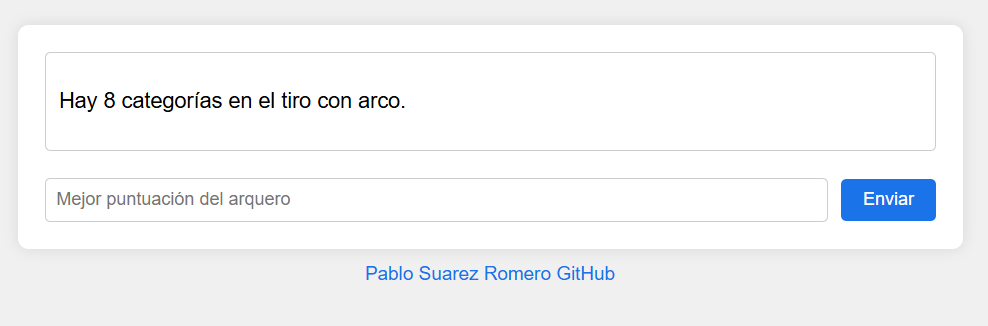 Hay 8 categorías en el tiro con arco.
Mejor puntuación del arquero
Enviar
Pablo Suarez Romero GitHub